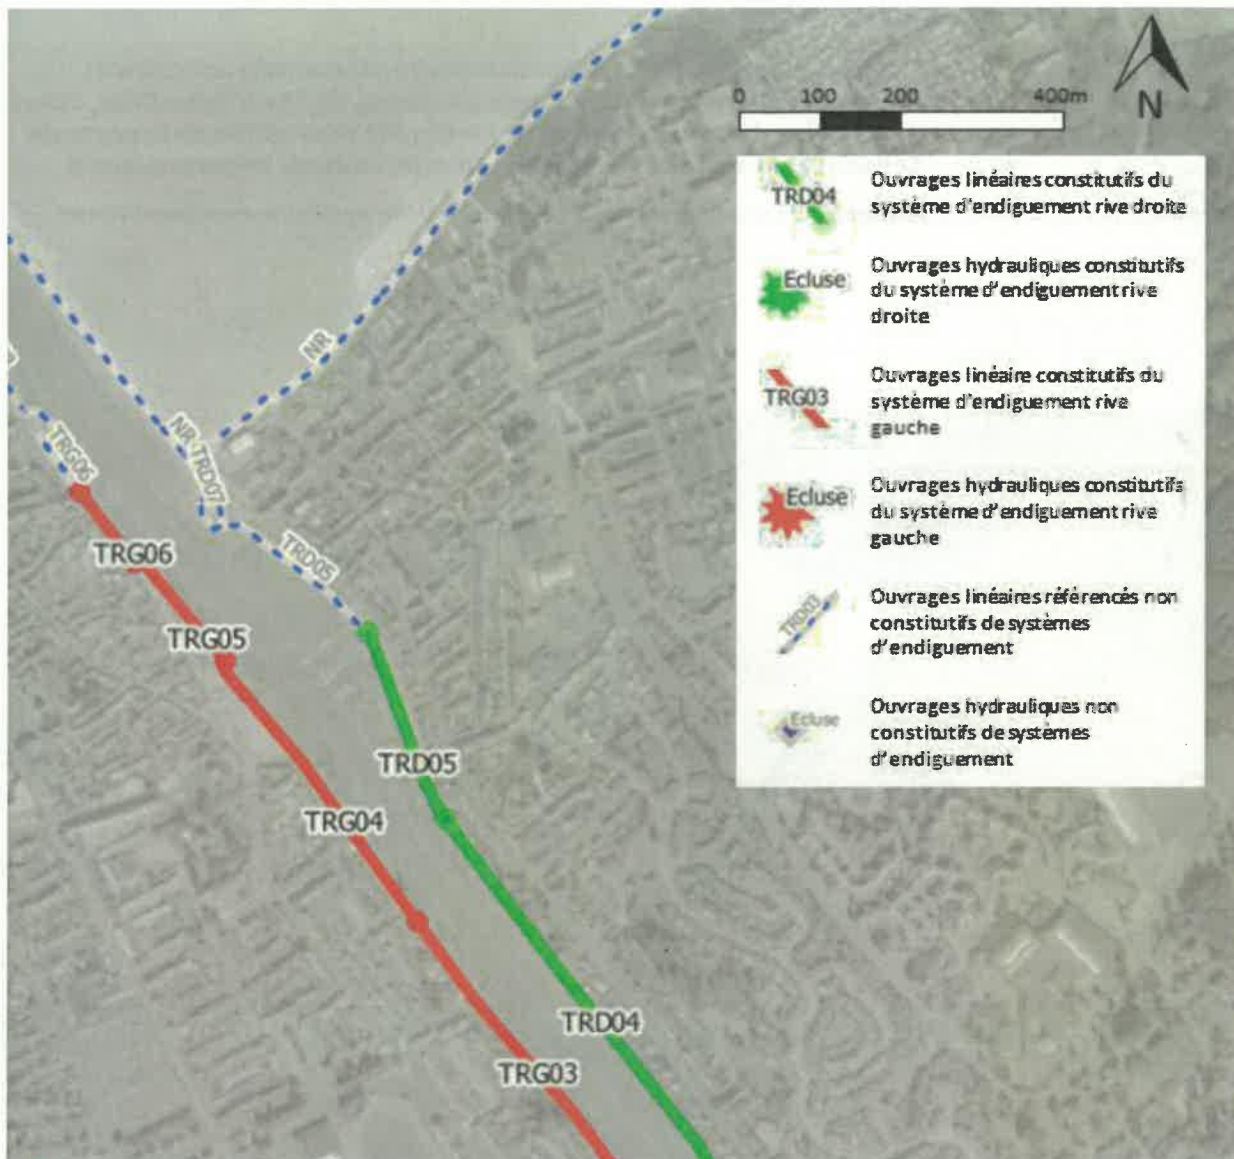 0 100 200 400m
N
TRD04
Ouvrages linéaires constitutifs du
système d'endiguement rive droite
Ecluse
Ouvrages hydrauliques constitutifs
du système d'endiguement rive
droite
TRG03
Ouvrages linéaire constitutifs du
système d'endiguement rive
gauche
Ecluse
Ouvrages hydrauliques constitutifs
du système d'endiguement rive
gauche
TRD03
Ouvrages linéaires référencés non
constitutifs de systèmes
d'endiguement
Ecluse
Ouvrages hydrauliques non
constitutifs de systèmes
d'endiguement
NR
NR
TRD07
TRG06
TRD05
TRG06
TRG05
TRD05
TRG04
TRD04
TRG03